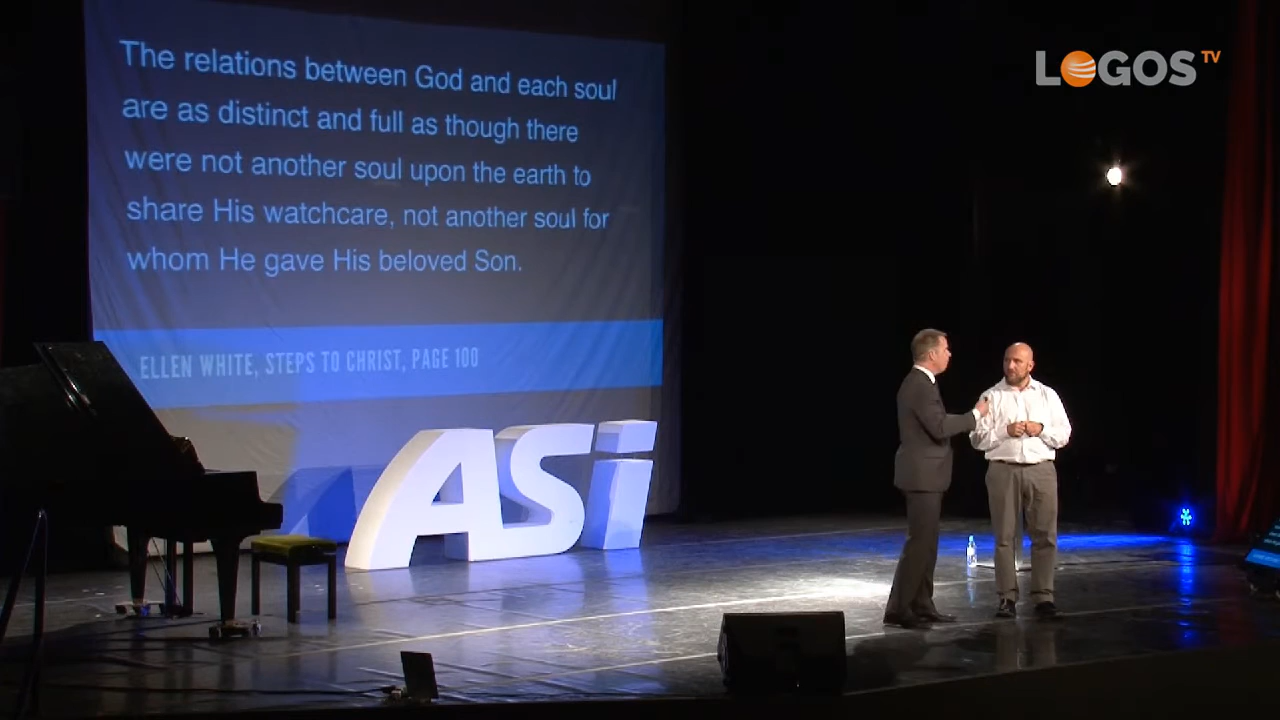 The relations between God and each soul
are as distinct and full as though there
were not another soul upon the earth to
share His watchcare, not another soul for
whom He gave His beloved Son.
ELLEN WHITE, STEPS TO CHRIST, PAGE 100
ASi
LOGOS TV